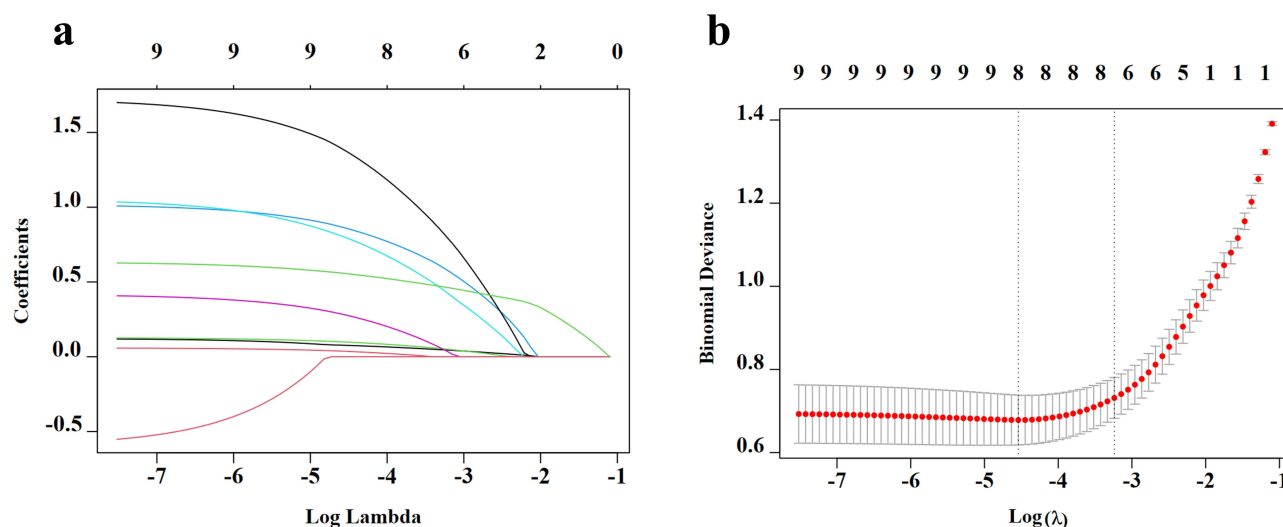 a
9 9 9 8 6 2 0
1.5
1.0
0.5
0.0
-0.5
Coefficients
-7 -6 -5 -4 -3 -2 -1
Log Lambda
b
9 9 9 9 9 9 9 9 8 8 8 8 6 6 5 1 1 1
1.4
1.2
1.0
0.8
0.6
Binomial Deviance
-7 -6 -5 -4 -3 -2 -1
Log(λ)